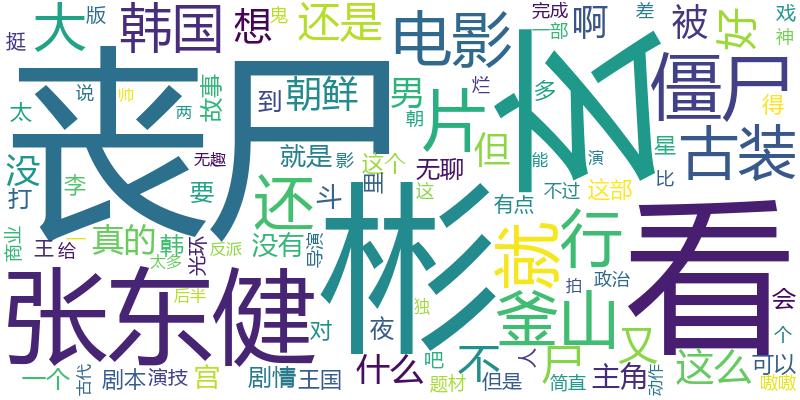 挺
大
版
韩国
想
鬼
还是
电影
完成
一部
啊
被
差
好
戏
神
丧尸
玄
僵尸
太
说
帅
两
故事
到
朝鲜
男
朝
片
烂
但
多
得
古装
星
没
打
李
无趣
要
就是
影
这个
里
无聊
能
演
不过
这部
比
还
斗
彬
有点
就
行
看
商业
王
给
一
真的
韩
太多
光环
反派
没有
导演
张东健
后半
对
夜
独
这
釜山
拍
政治
会
个
什么
吧
不
人
尸
又
这么
可以
一个
古代
剧本
演技
宫
剧情
王国
题材
但是
简直
主角
动作
嗷嗷